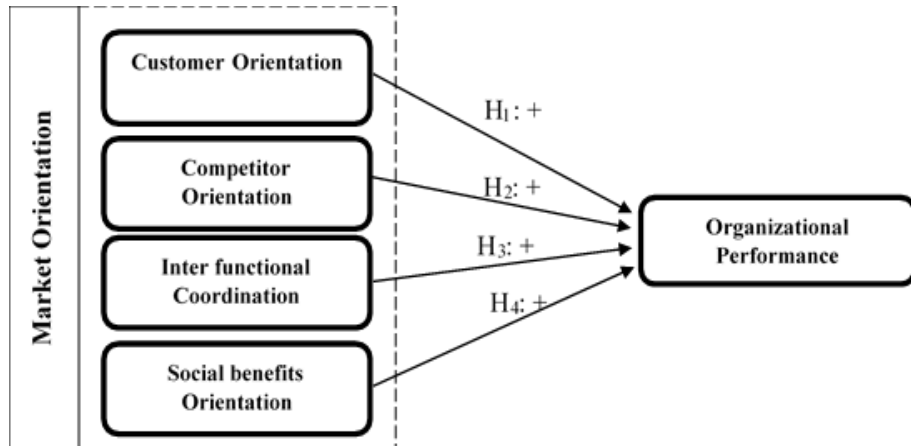 Market Orientation
Customer Orientation
Competitor
Orientation
Inter functional
Coordination
Social benefits
Orientation
H1: +
H2: +
H3: +
H4: +
Organizational
Performance